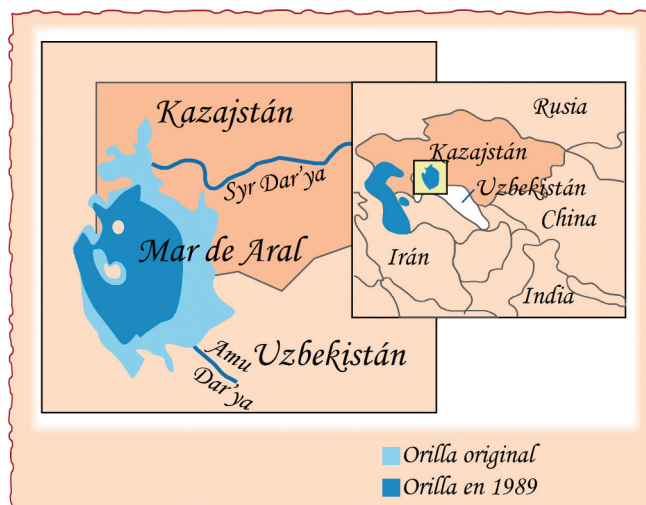 Kazajstán
Syr Dar'ya
Mar de Aral
Uzbekistán
Amu
Dar'ya
Rusia
Kazajstán
Uzbekistán
China
Irán
India
Orilla original
Orilla en 1989